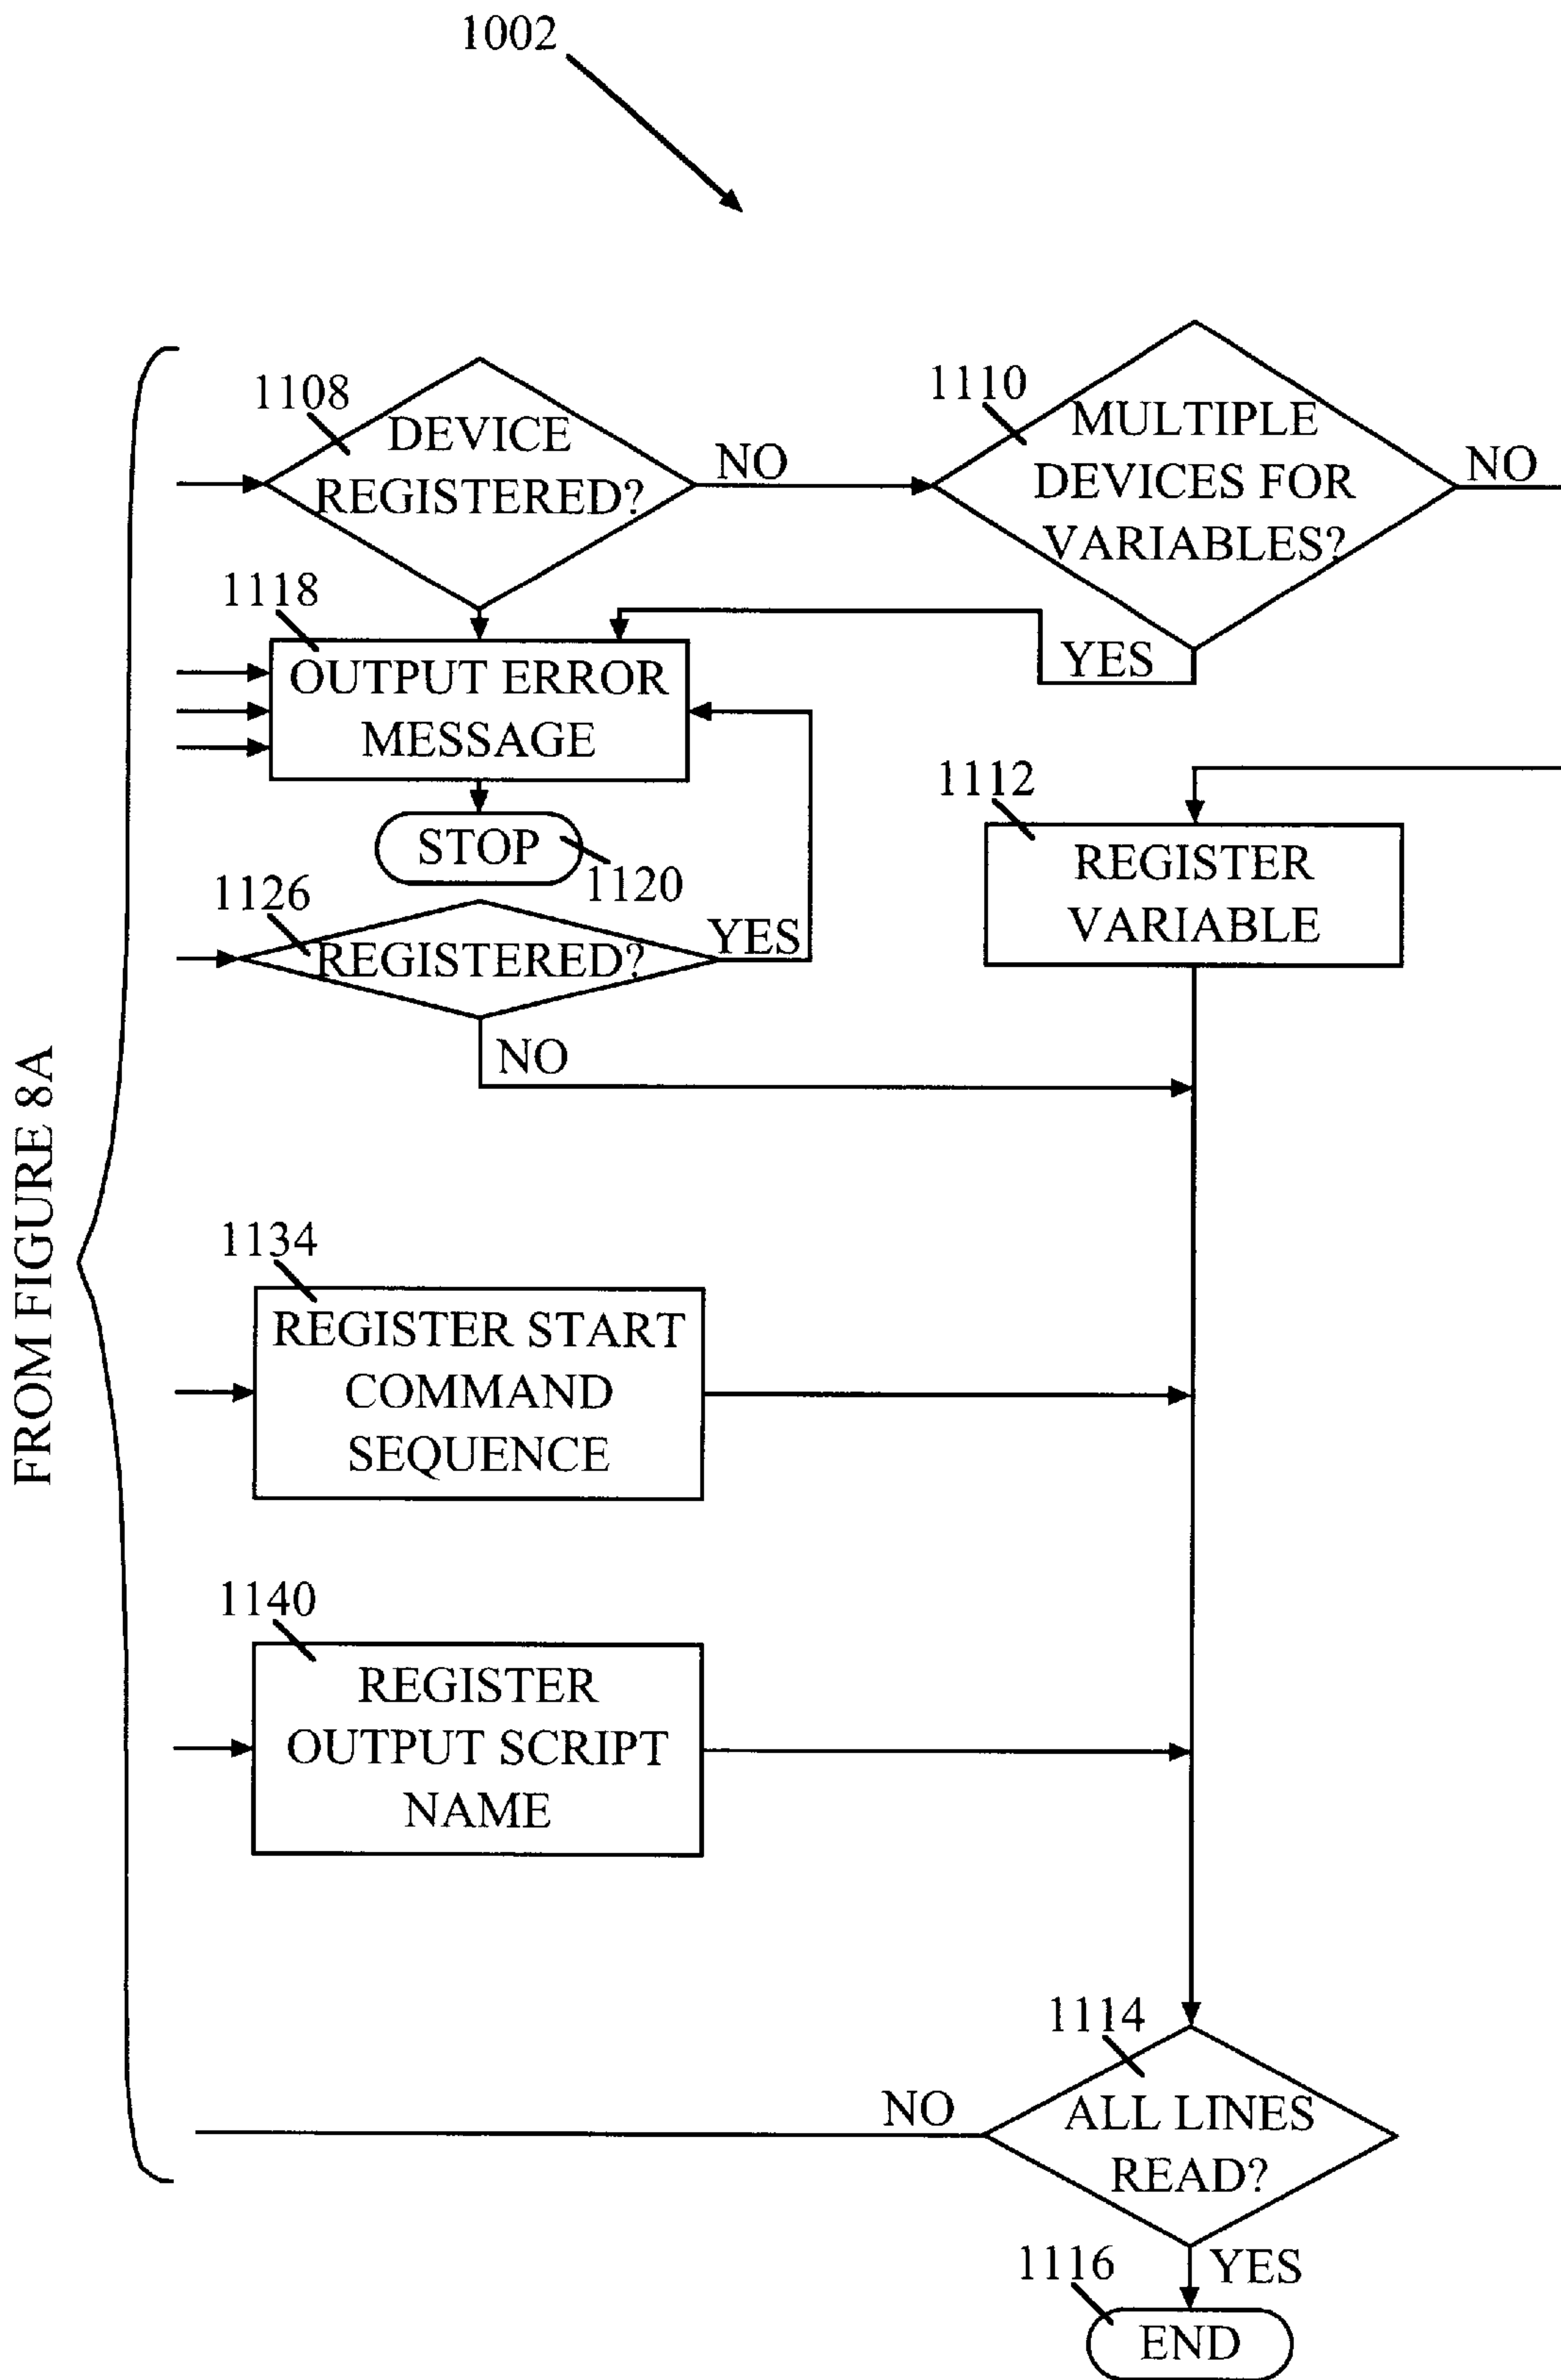 1002
1108
DEVICE
REGISTERED?
NO
1110
MULTIPLE
DEVICES FOR
VARIABLES?
NO
YES
1118
OUTPUT ERROR
MESSAGE
STOP
1120
1112
REGISTER
VARIABLE
1126
REGISTERED?
YES
NO
FROM FIGURE 8A
1134
REGISTER START
COMMAND
SEQUENCE
1140
REGISTER
OUTPUT SCRIPT
NAME
1114
ALL LINES
READ?
NO
YES
1116
END